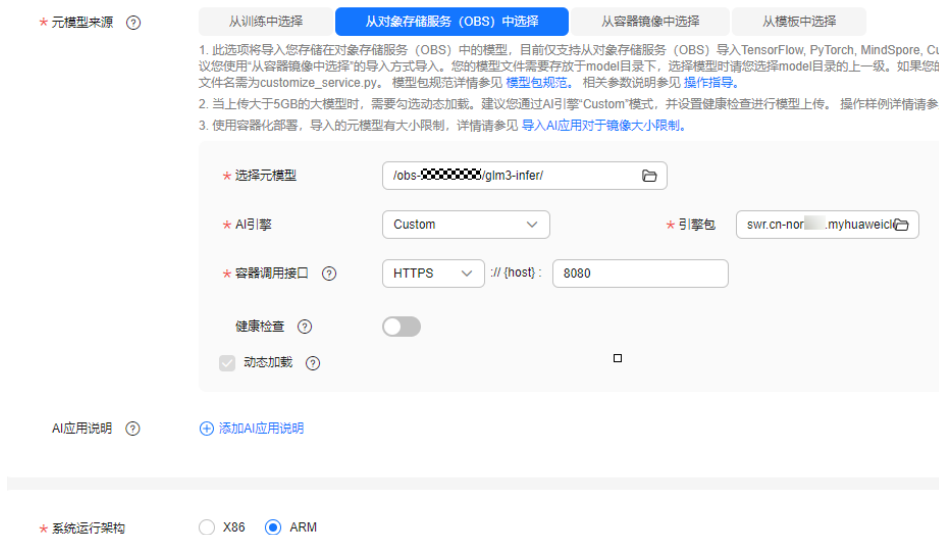 * 元模型来源 ?
从训练中选择 从对象存储服务（OBS）中选择 从容器镜像中选择 从模板中选择
1. 此选项将导入您存储在对象存储服务（OBS）中的模型，目前仅支持从对象存储服务（OBS）导入TensorFlow, PyTorch, MindSpore,
议您使用"从容器镜像中选择"的导入方式导入。您的模型文件需要存放于model目录下，选择模型时请您选择model目录的上一级。如果您的
文件名需为customize_service.py。 模型包规范详情参见 模型包规范。 相关参数说明参见 操作指导。
2. 当上传大于5GB的大模型时，需要勾选动态加载。建议您通过AI引擎"Custom"模式，并设置健康检查进行模型上传。 操作样例详情请参
3. 使用容器化部署，导入的元模型有大小限制，详情请参见 导入AI应用对于镜像大小限制。
* 选择元模型 /obs- /glm3-infer/
* AI引擎 Custom * 引擎包 swr.cn-nor .myhuaweicl
* 容器调用接口 ? HTTPS :// {host} : 8080
健康检查 ?
动态加载 ?
AI应用说明 ? 添加AI应用说明
* 系统运行架构 X86 ARM